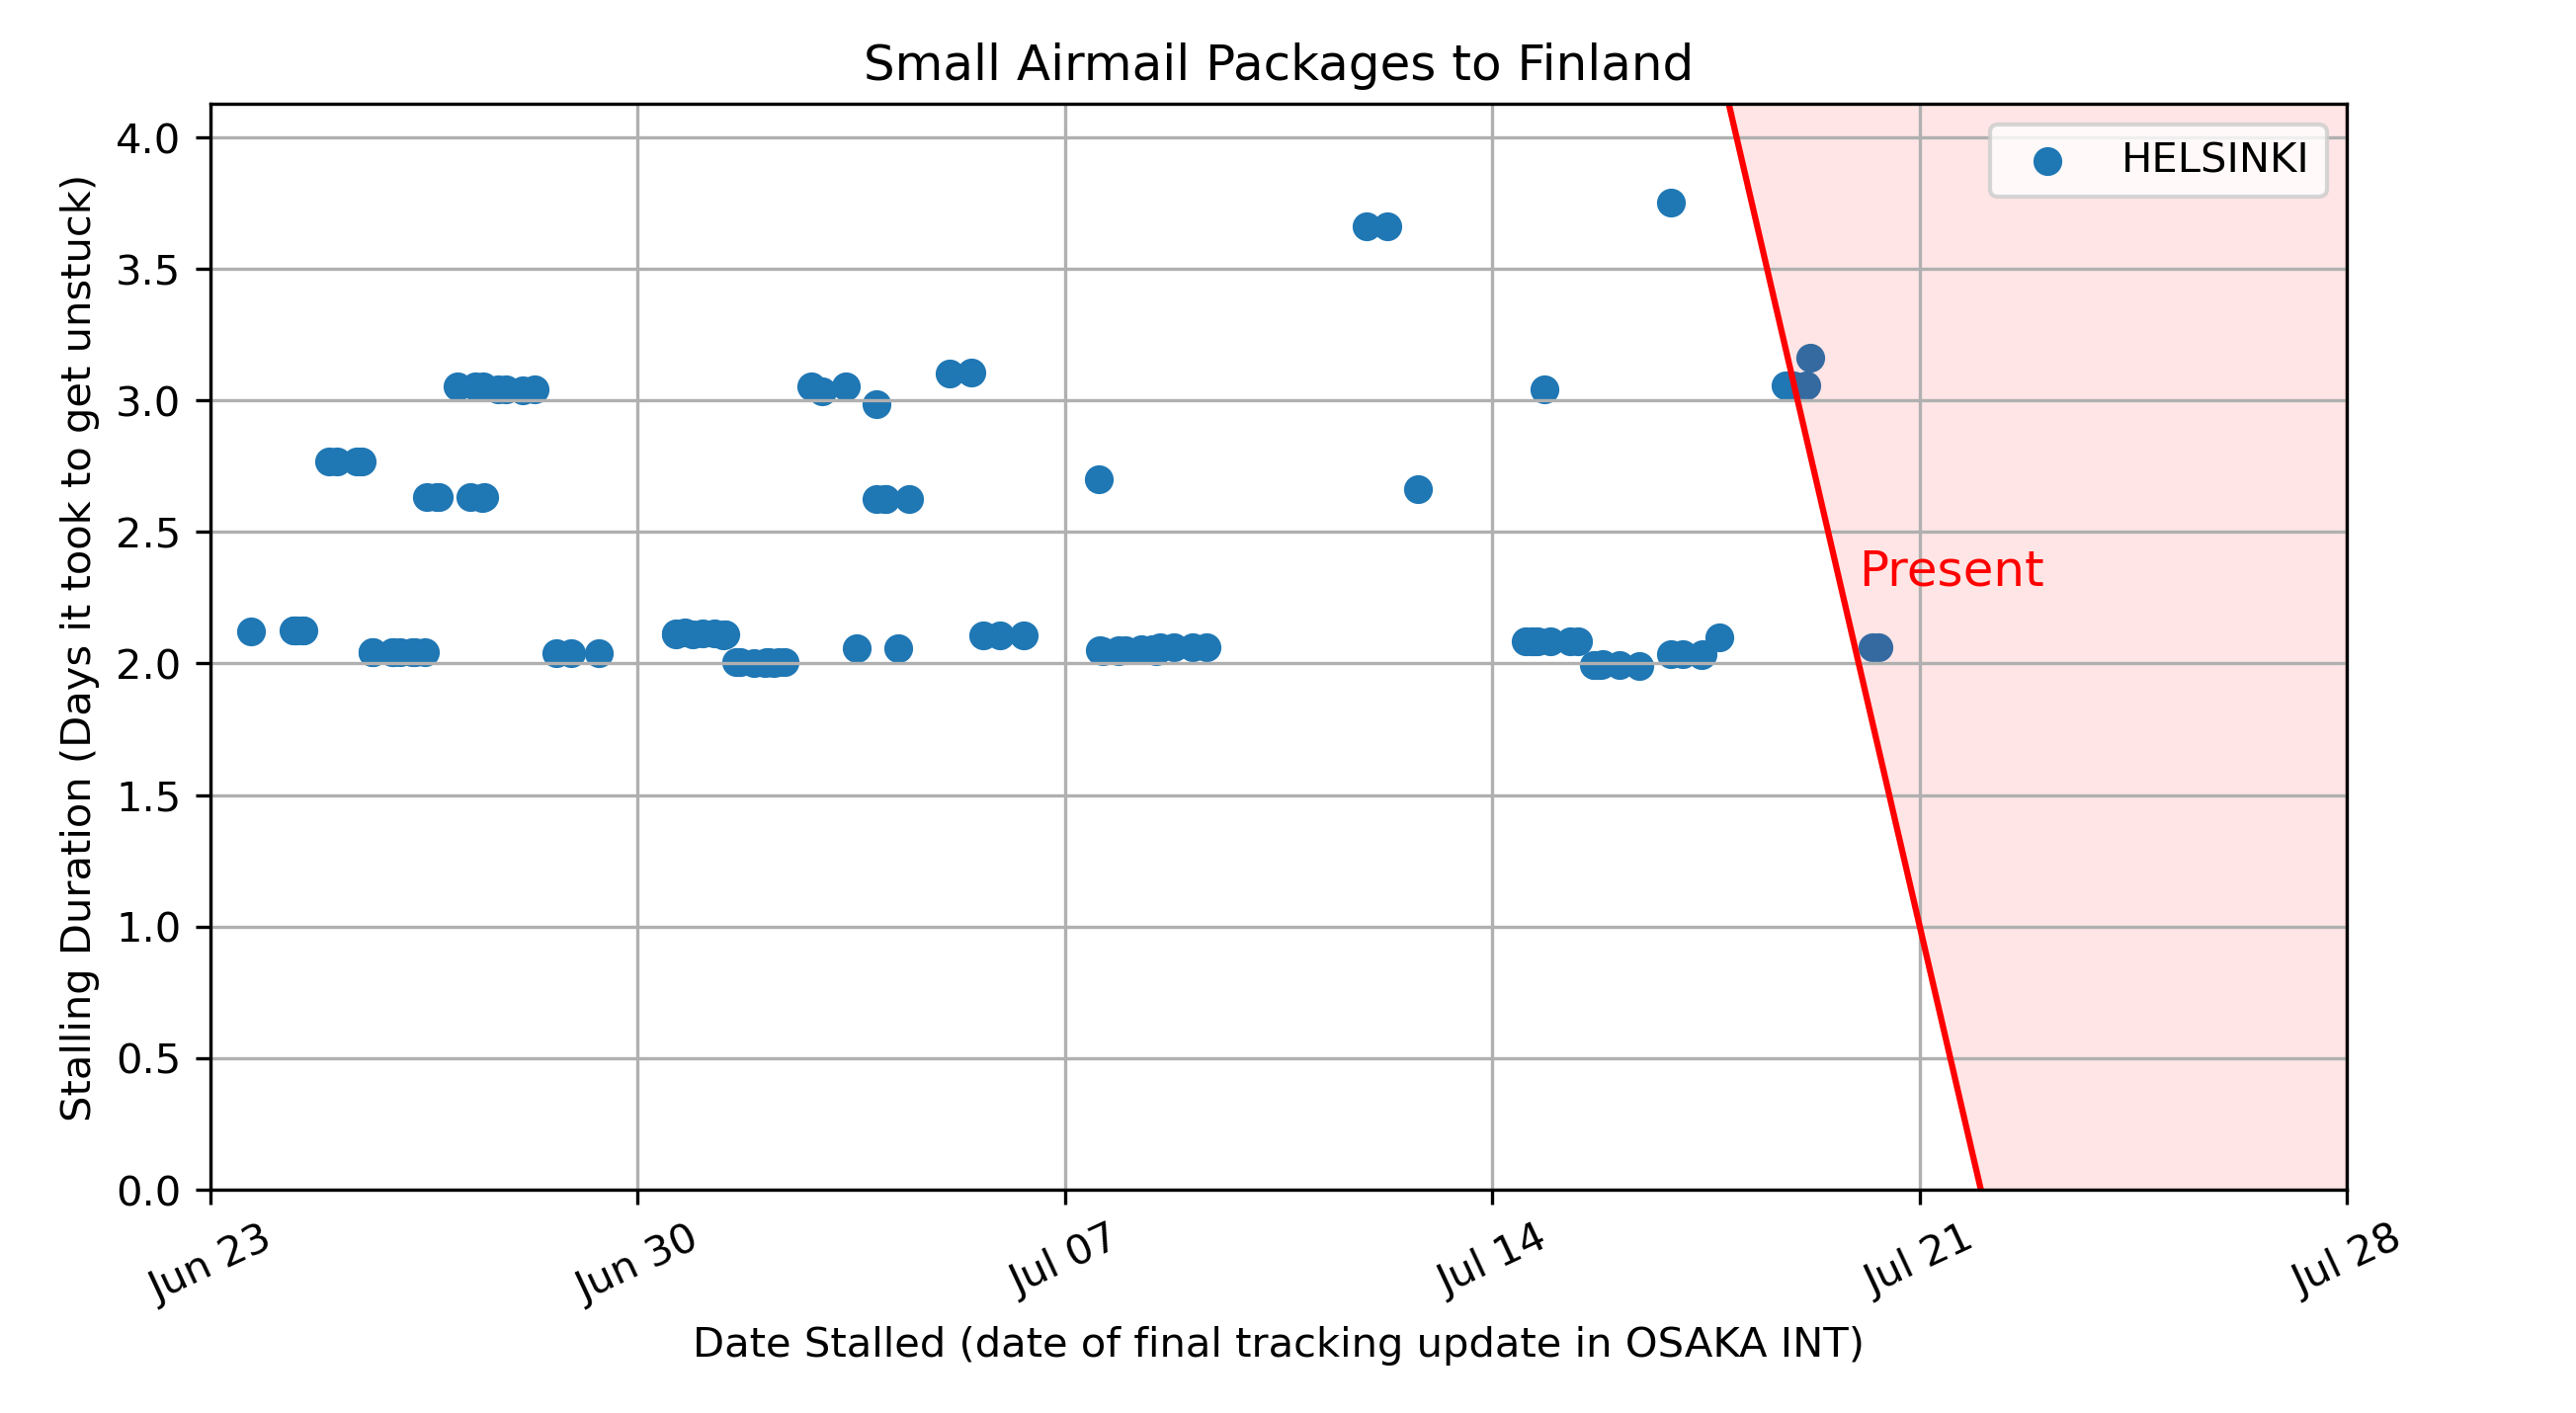 Small Airmail Packages to Finland
Stalling Duration (Days it took to get unstuck)
4.0
3.5
3.0
2.5
2.0
1.5
1.0
0.5
0.0
HELSINKI
Present
Jun 23
Jun 30
Jul 07
Jul 14
Jul 21
Jul 28
Date Stalled (date of final tracking update in OSAKA INT)